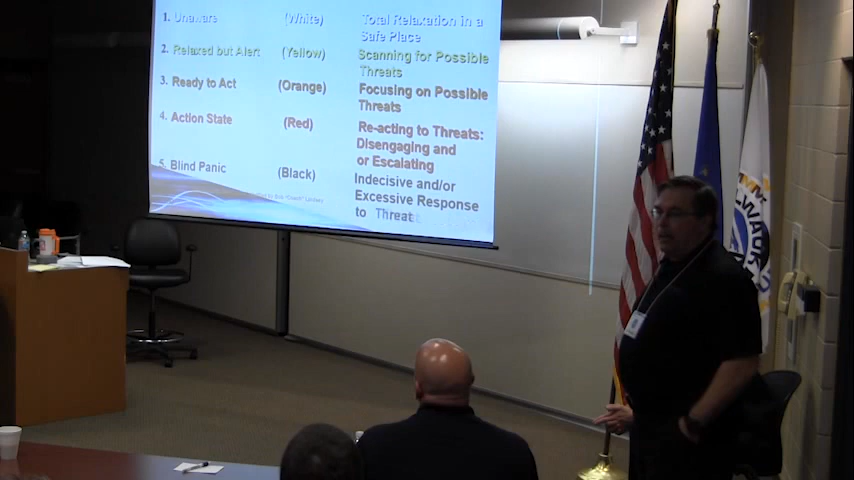 1. Unaware (White) Total Relaxation in a
Safe Place
2. Relaxed but Alert (Yellow) Scanning for Possible
Threats
3. Ready to Act (Orange) Focusing on Possible
Threats
4. Action State (Red) Re-acting to Threats:
Disengaging and
or Escalating
5. Blind Panic (Black) Indecisive and/or
Excessive Response
to Threat